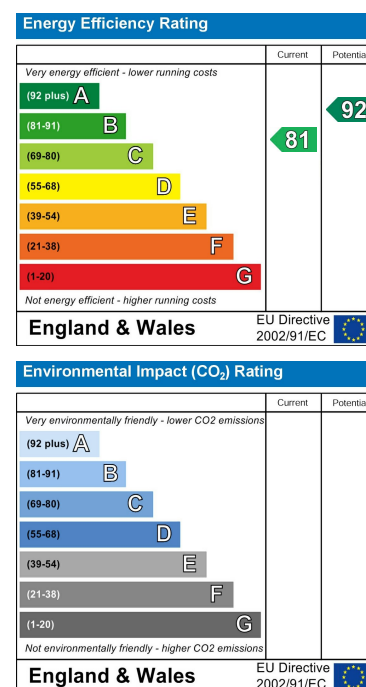 Energy Efficiency Rating
Current Potentia
Very energy efficient - lower running costs
(92 plus) A
(81-91) B
(69-80) C
(55-68) D
(39-54) E
(21-38) F
(1-20) G
81
92
Not energy efficient - higher running costs
England & Wales
EU Directive
2002/91/EC
Environmental Impact (CO₂) Rating
Current Potentia
Very environmentally friendly - lower CO2 emissions
(92 plus) A
(81-91) B
(69-80) C
(55-68) D
(39-54) E
(21-38) F
(1-20) G
Not environmentally friendly - higher CO2 emissions
England & Wales
EU Directive
2002/91/EC